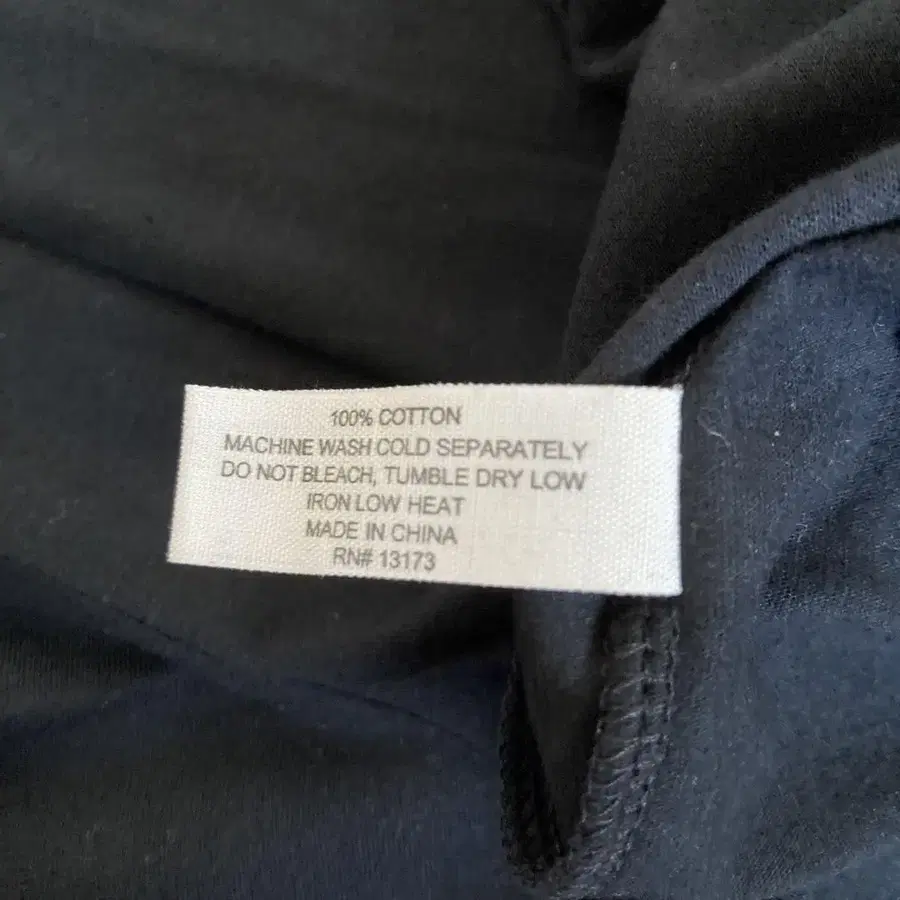 100% COTTON
MACHINE WASH COLD SEPARATELY
DO NOT BLEACH, TUMBLE DRY LOW
IRON LOW HEAT
MADE IN CHINA
RN# 13173